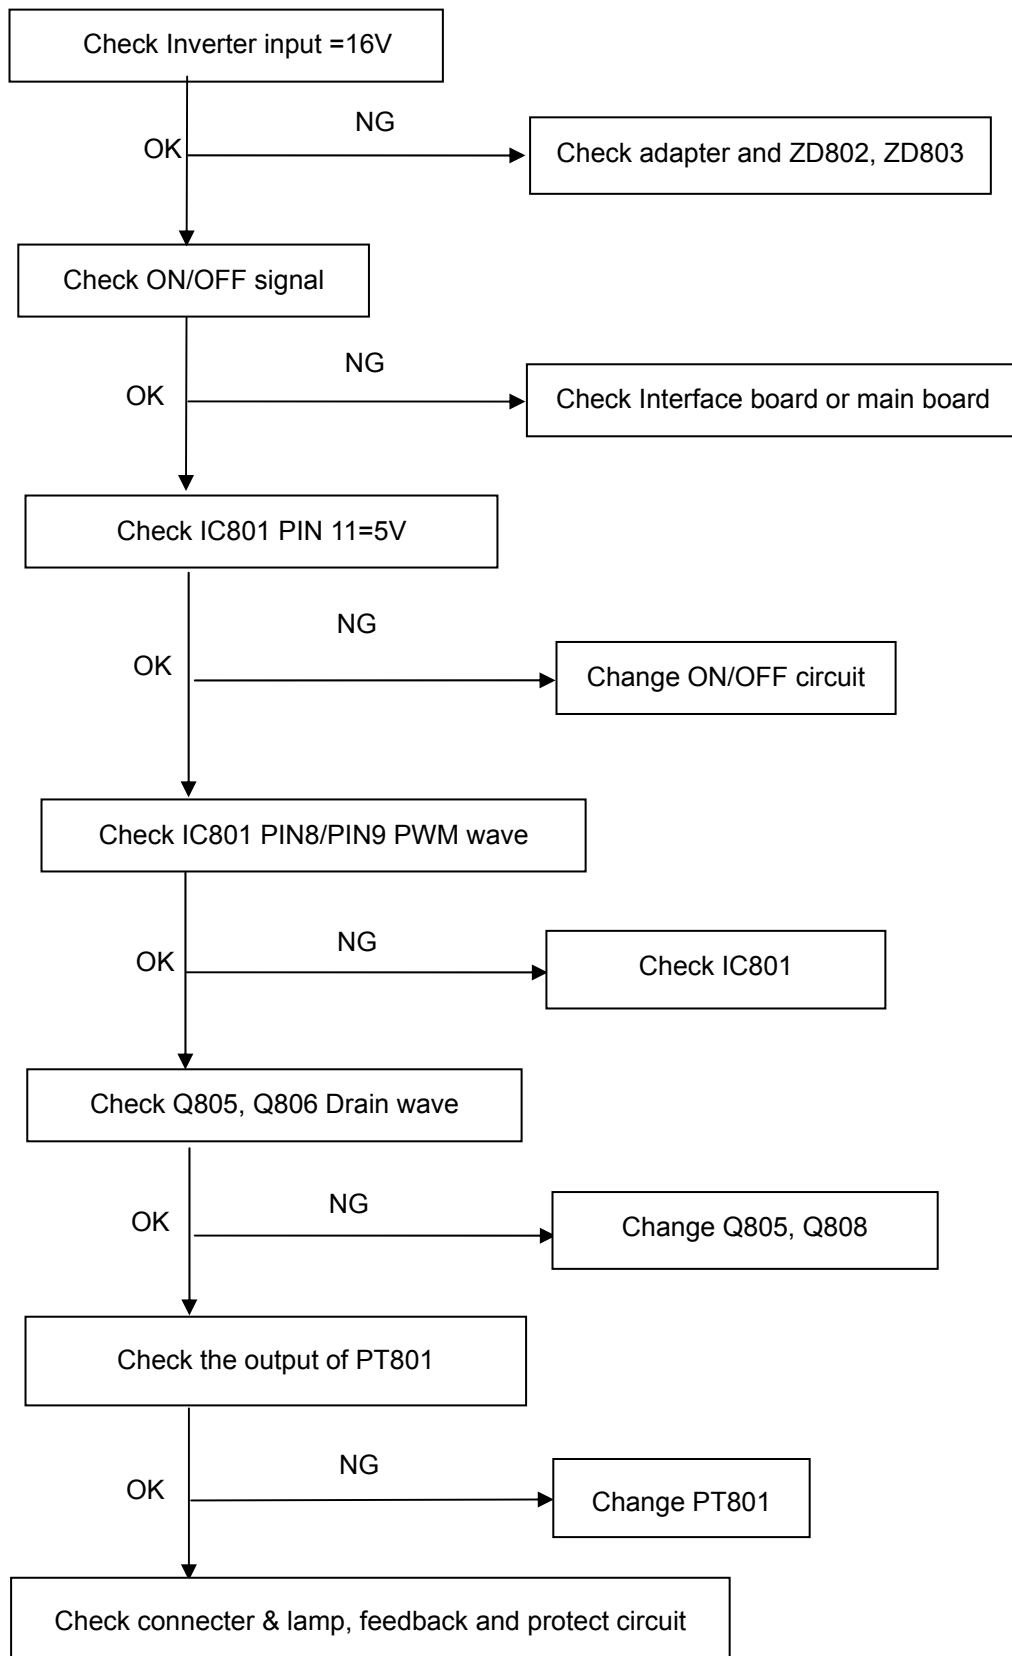 Check Inverter input =16V
NG
OK
Check adapter and ZD802, ZD803
Check ON/OFF signal
NG
OK
Check Interface board or main board
Check IC801 PIN 11=5V
NG
OK
Change ON/OFF circuit
Check IC801 PIN8/PIN9 PWM wave
NG
OK
Check IC801
Check Q805, Q806 Drain wave
NG
OK
Change Q805, Q808
Check the output of PT801
NG
OK
Change PT801
Check connecter & lamp, feedback and protect circuit